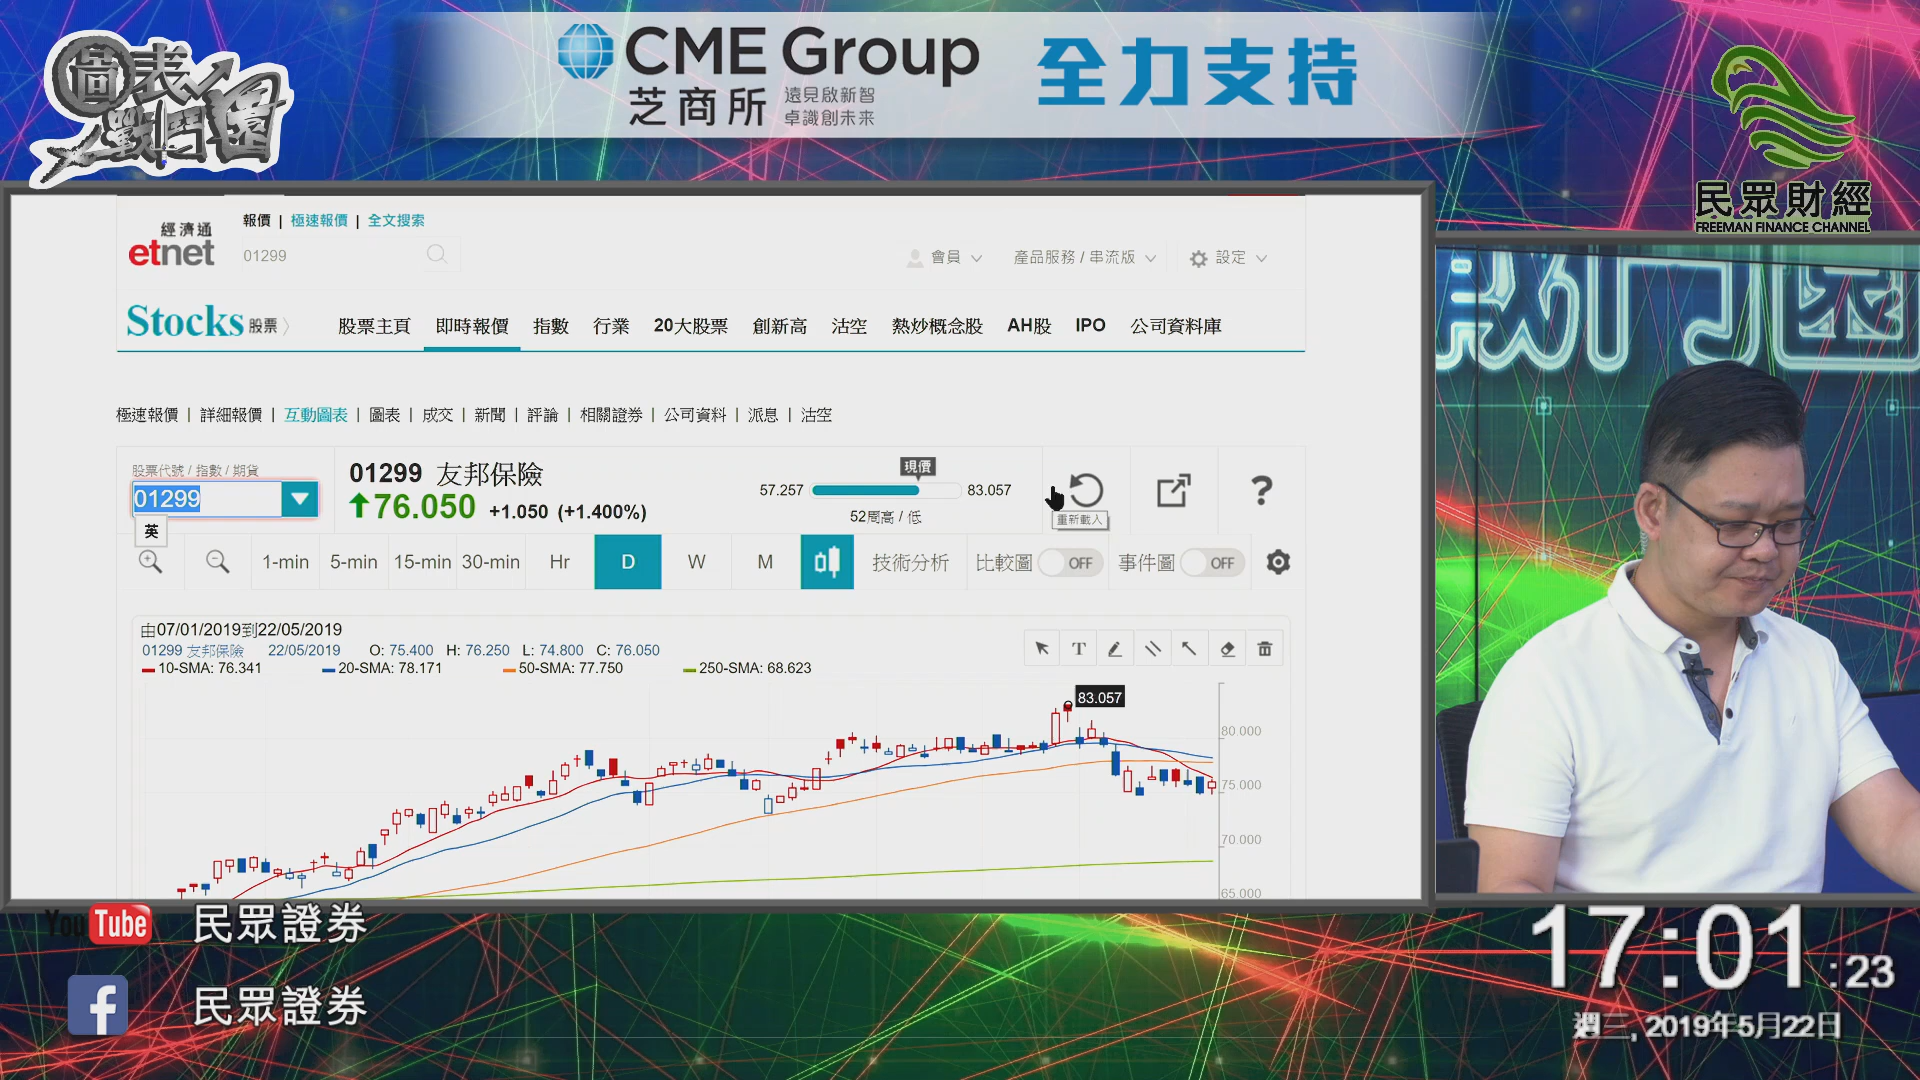 圖表戰鬥團
CME Group
芝商所
遠見啟新智
卓識創未来
全力支持
民眾財經
FREEMAN FINANCE CHANNEL
經濟通
etnet
報價 | 極速報價 | 全文搜索
01299
會員
產品服務 / 串流版
設定
Stocks 股票
股票主頁 即時報價 指數 行業 20大股票 創新高 沽空 熱炒概念股 AH股 IPO 公司資料庫
極速報價 | 詳細報價 | 互動圖表 | 圖表 | 成交 | 新聞 | 評論 | 相關證券 | 公司資料 | 派息 | 沽空
股票代號 / 指數 / 期貨
01299
英
01299 友邦保險
76.050 +1.050 (+1.400%)
現價
57.257 83.057
52周高 / 低
重新載入
?
1-min 5-min 15-min 30-min Hr D W M 技術分析 比較圖 OFF 事件圖 OFF
由07/01/2019到22/05/2019
01299 友邦保險 22/05/2019 O: 75.400 H: 76.250 L: 74.800 C: 76.050
10-SMA: 76.341 20-SMA: 78.171 50-SMA: 77.750 250-SMA: 68.623
T
83.057
80 000
75.000
70.000
65.000
YouTube 民眾證券
f 民眾證券
17:01:23
週三, 2019年5月22日